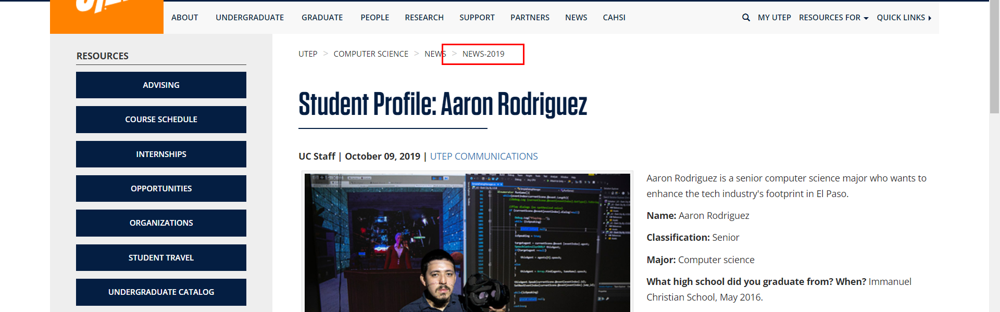 ABOUT UNDERGRADUATE GRADUATE PEOPLE RESEARCH SUPPORT PARTNERS NEWS CAHSI MY UTEP RESOURCES FOR QUICK LINKS
RESOURCES
ADVISING
COURSE SCHEDULE
INTERNSHIPS
OPPORTUNITIES
ORGANIZATIONS
STUDENT TRAVEL
UNDERGRADUATE CATALOG
UTEP > COMPUTER SCIENCE > NEWS > NEWS-2019
Student Profile: Aaron Rodriguez
UC Staff | October 09, 2019 | UTEP COMMUNICATIONS
Aaron Rodriguez is a senior computer science major who wants to
enhance the tech industry's footprint in El Paso.
Name: Aaron Rodriguez
Classification: Senior
Major: Computer science
What high school did you graduate from? When? Immanuel
Christian School, May 2016.